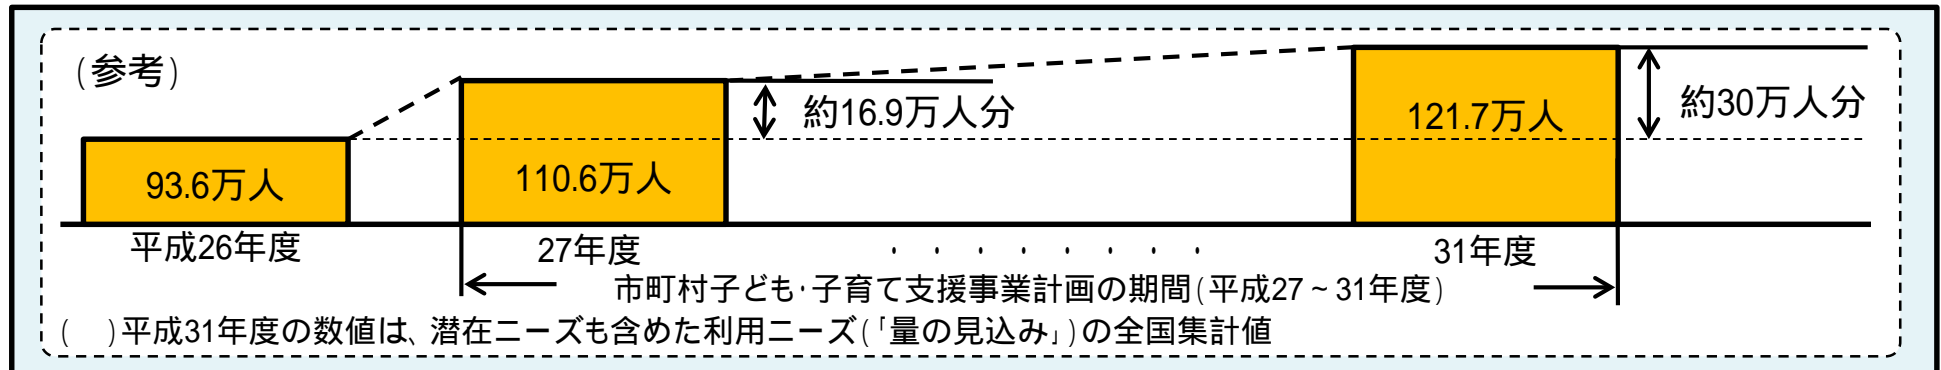 (参考)
約16.9万人分
121.7万人
約30万人分
93.6万人
110.6万人
平成26年度
27年度
・・・・・・・・
31年度
市町村子ども・子育て支援事業計画の期間(平成27~31年度)
( )平成31年度の数値は、潜在ニーズも含めた利用ニーズ(「量の見込み」)の全国集計値